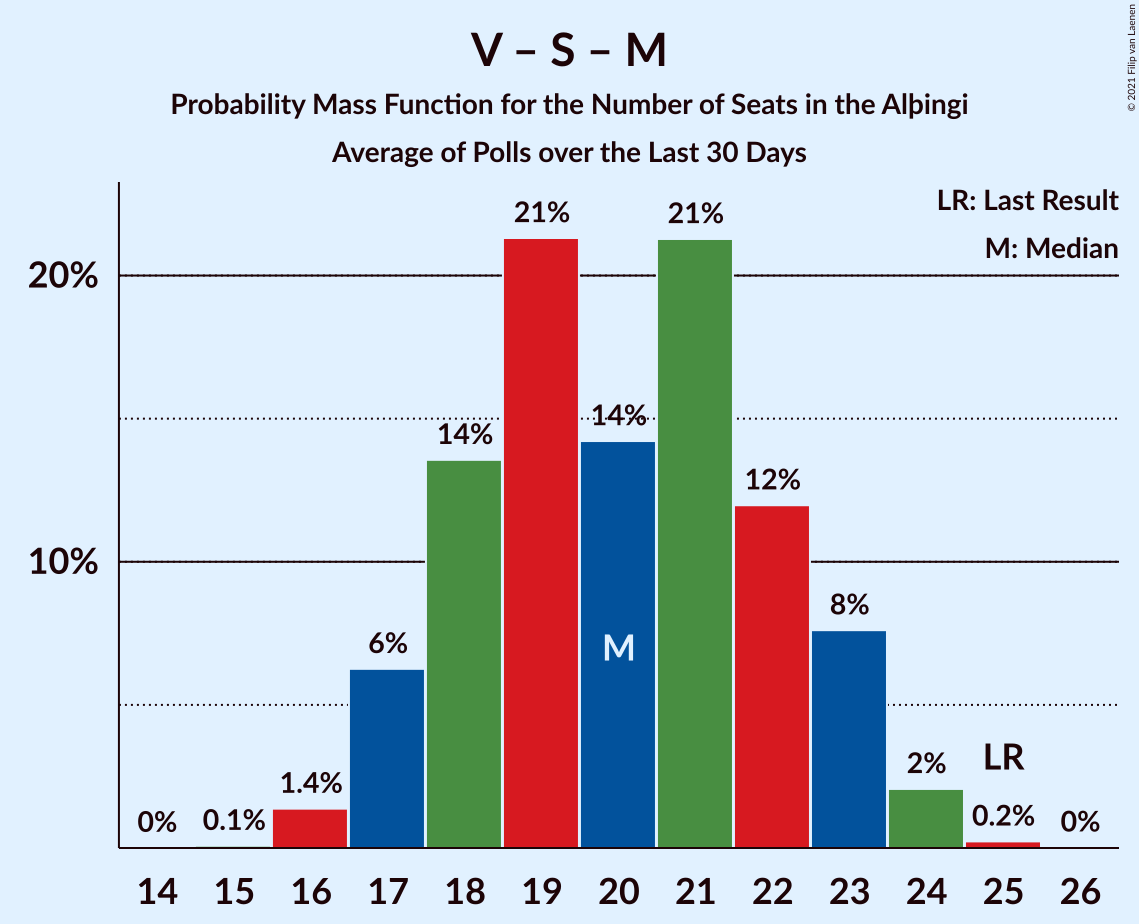 V – S – M
Probability Mass Function for the Number of Seats in the Alþingi
Average of Polls over the Last 30 Days
© 2021 Filip van Laenen
LR: Last Result
M: Median
20%
10%
0%
0.1%
1.4%
6%
14%
21%
14%
21%
12%
8%
2%
0.2%
0%
M
LR
14 15 16 17 18 19 20 21 22 23 24 25 26